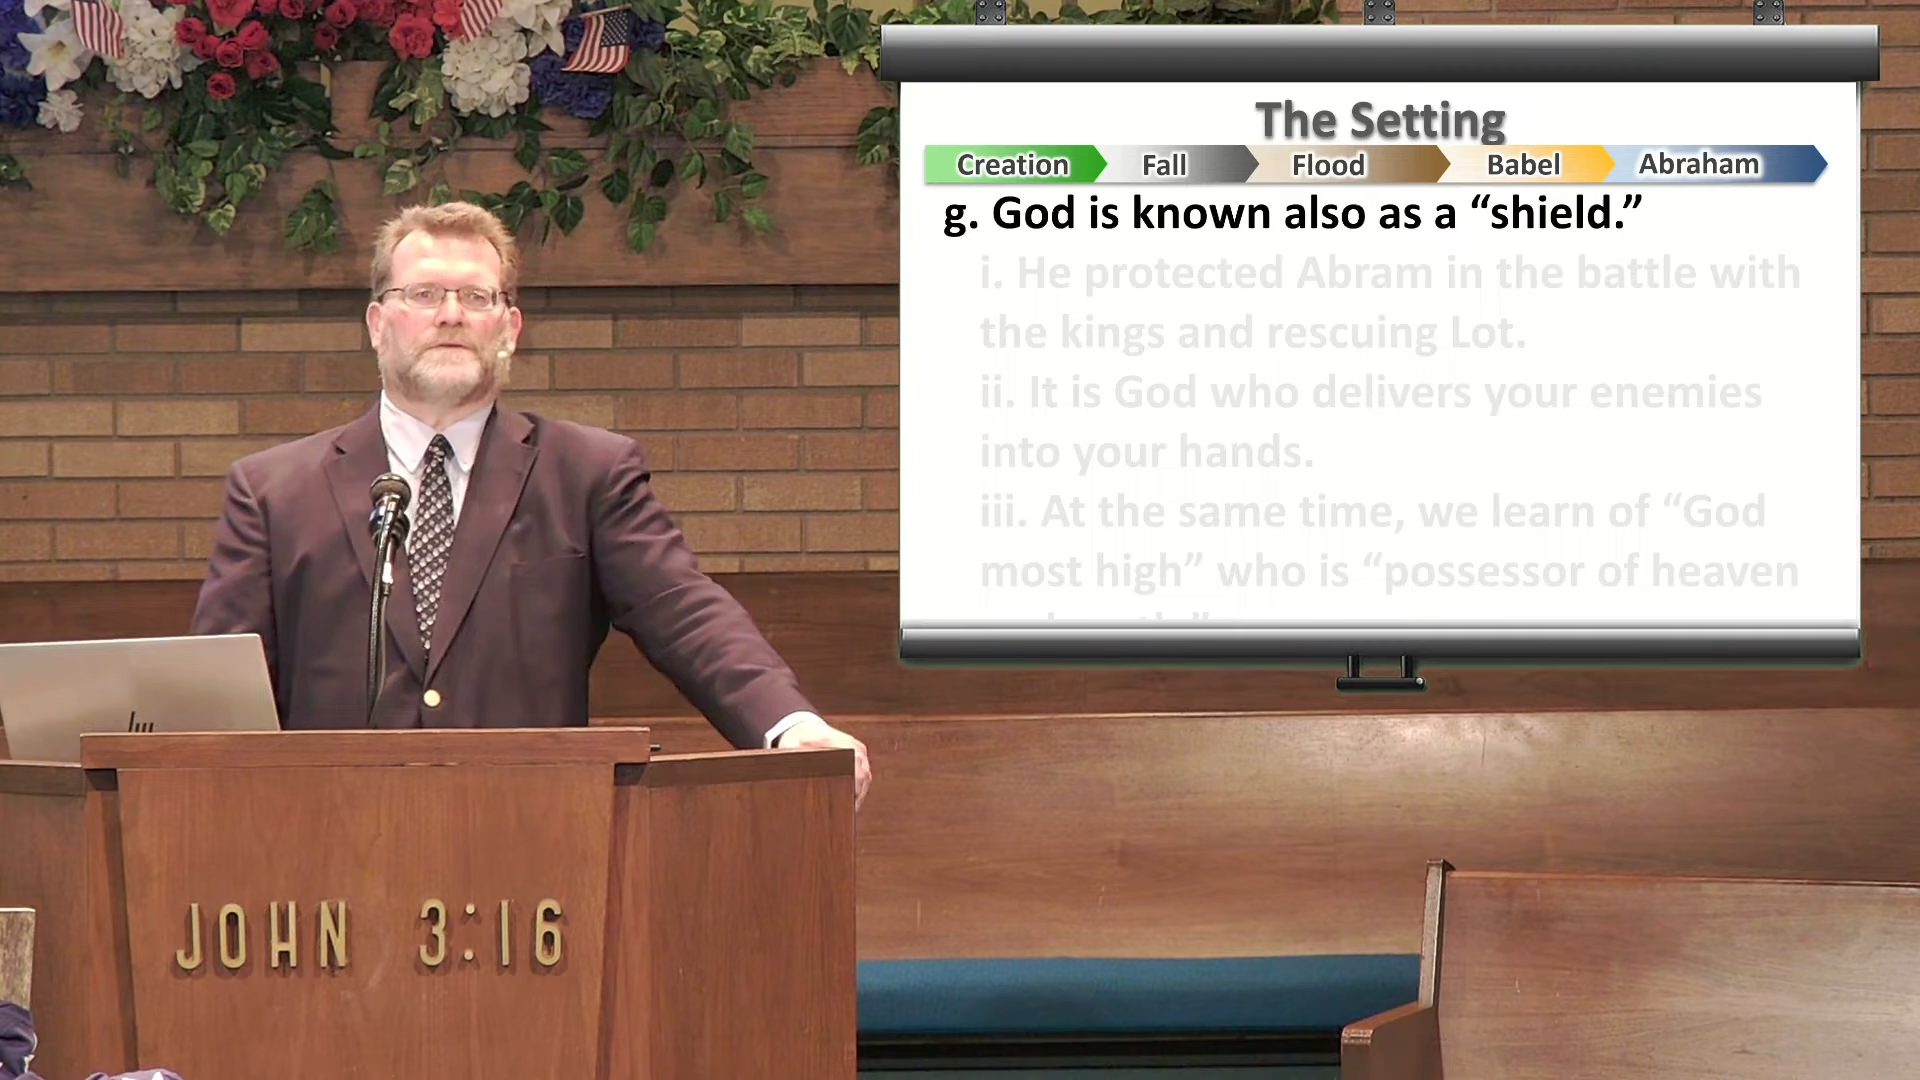 The Setting
Creation Fall Flood Babel Abraham
g. God is known also as a “shield.”
i. He protected Abram in the battle with
the kings and rescuing Lot.
ii. It is God who delivers your enemies
into your hands.
iii. At the same time, we learn of “God
most high” who is “possessor of heaven
hp
JOHN 3:16